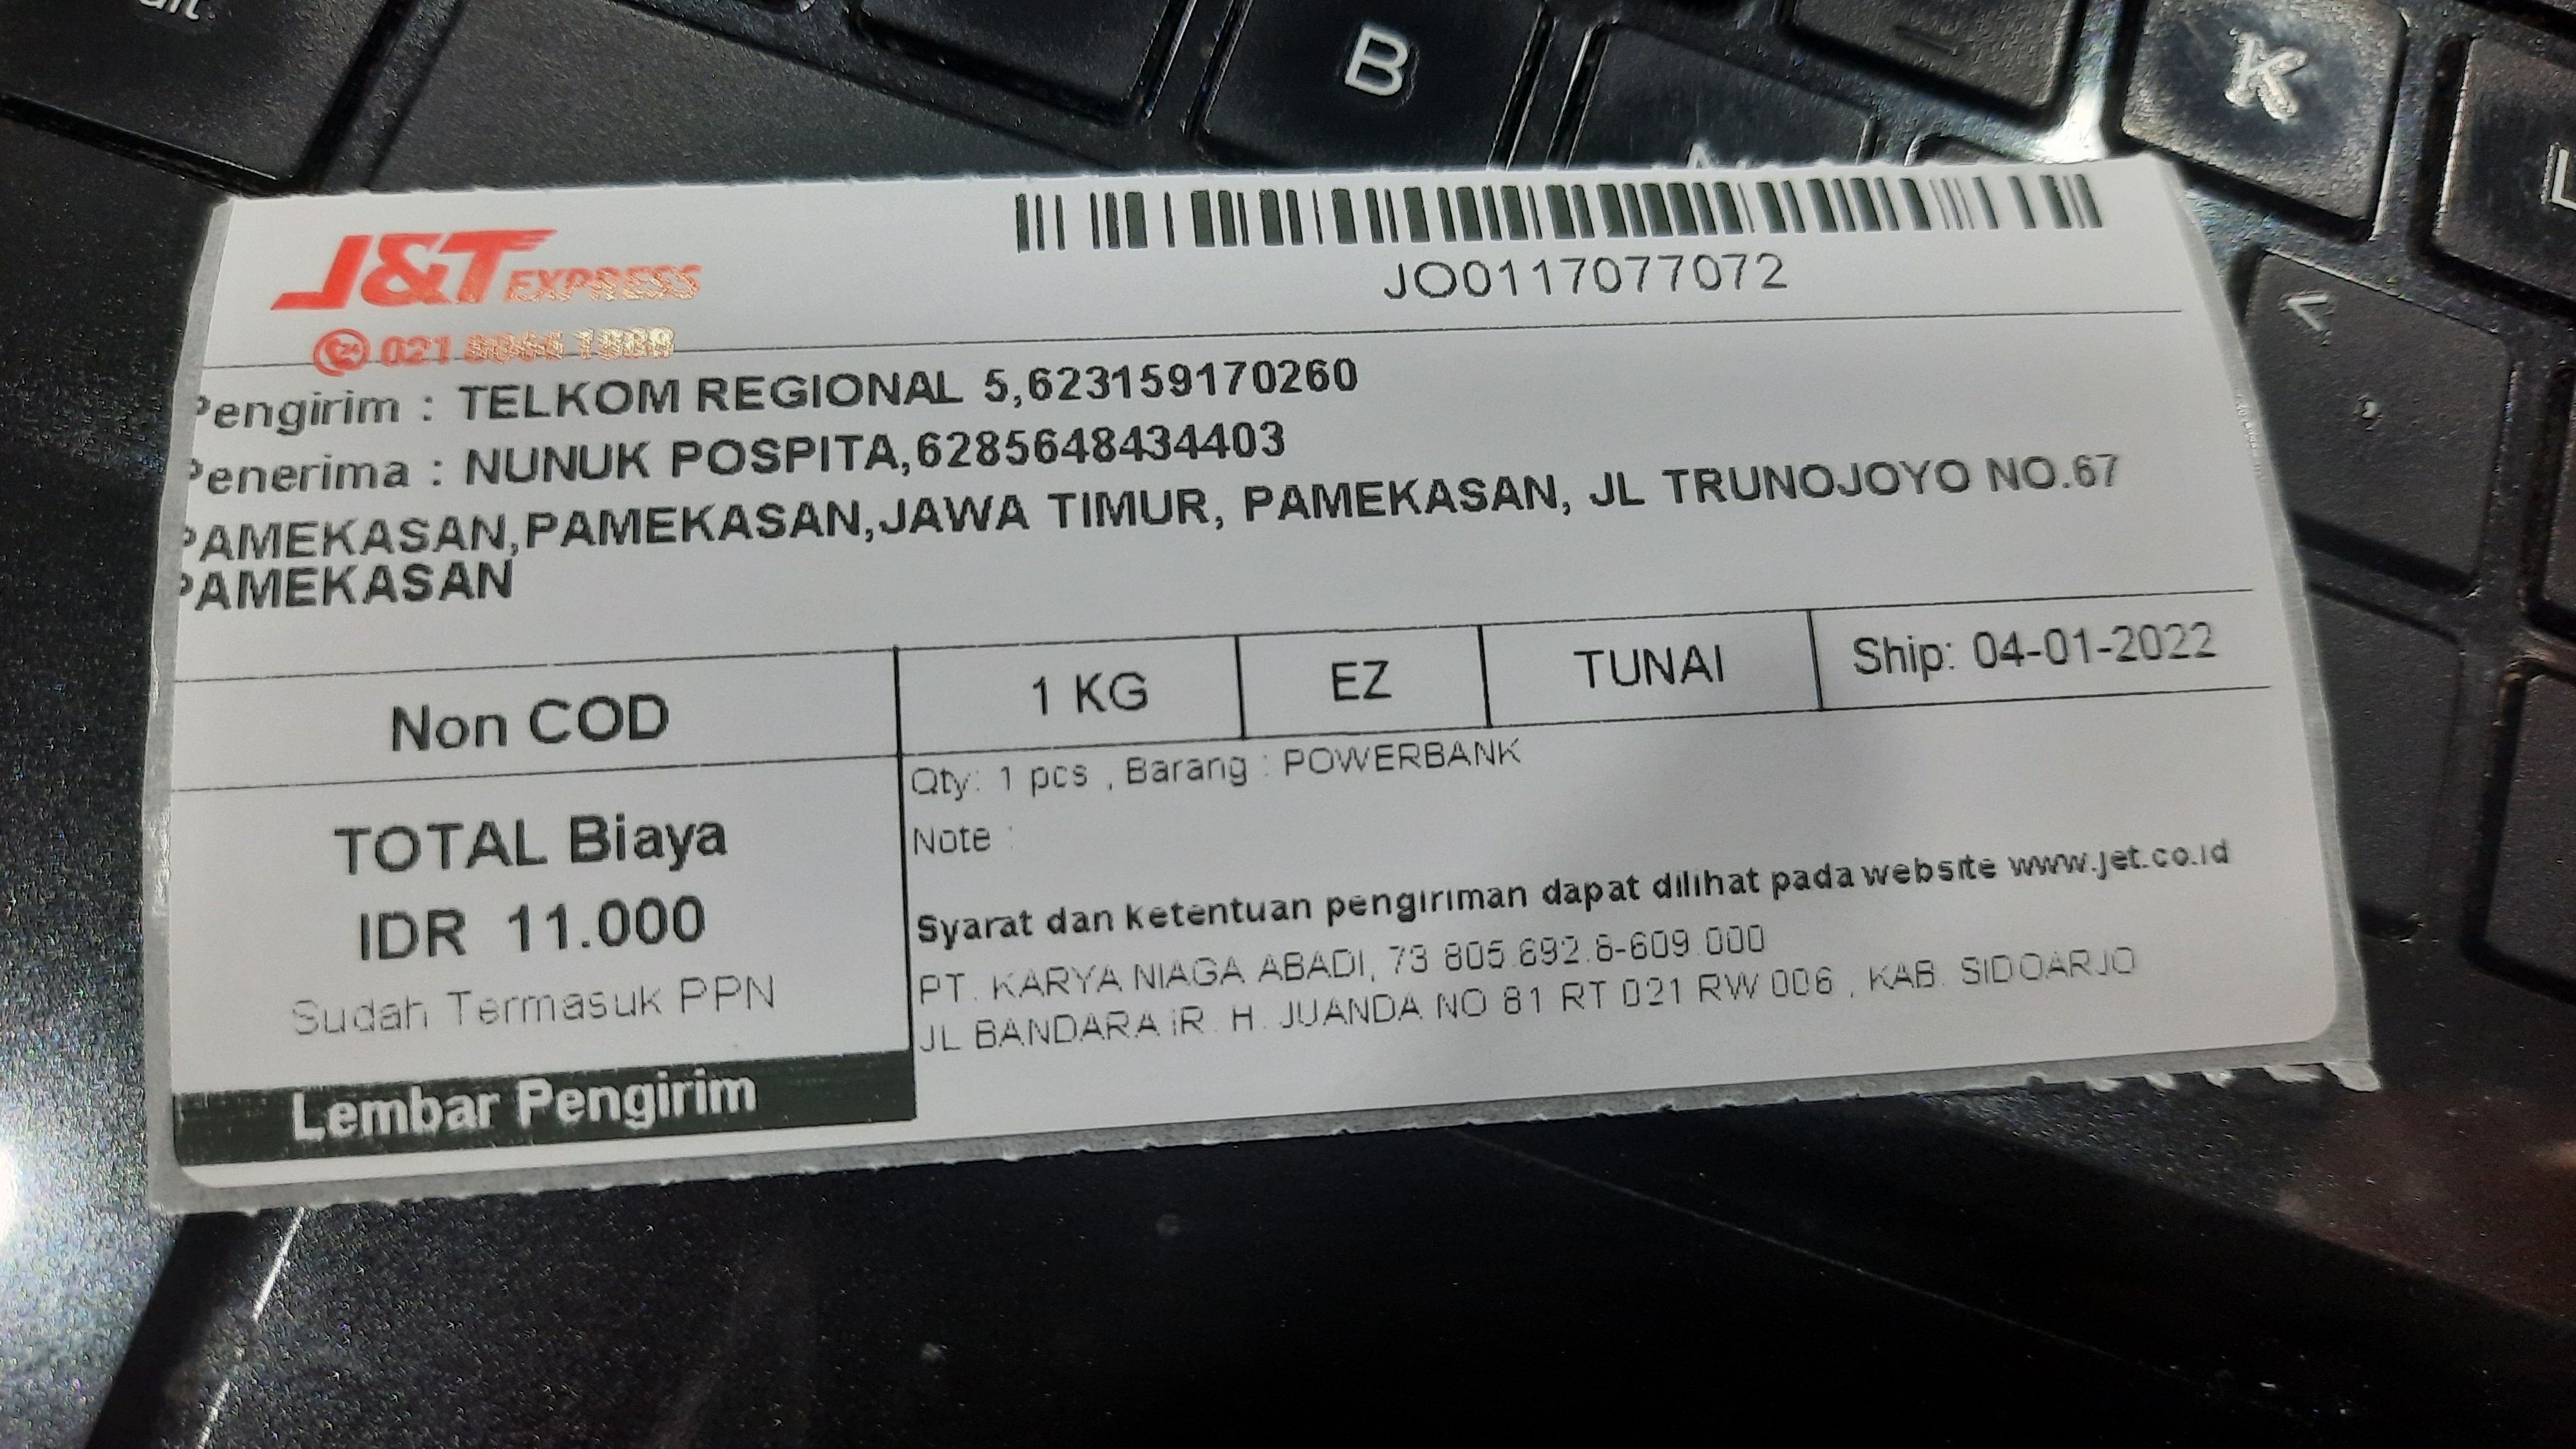 J&T EXPRESS
JO0117077072
Pengirim : TELKOM REGIONAL 5,623159170260
Penerima : NUNUK POSPITA,6285648434403
PAMEKASAN,PAMEKASAN,JAWA TIMUR, PAMEKASAN, JL TRUNOJOYO NO.67
PAMEKASAN
Non COD
1 KG
EZ
TUNAI
Ship: 04-01-2022
TOTAL Biaya
IDR 11.000
Sudah Termasuk PPN
Lembar Pengirim
Qty: 1 pcs , Barang : POWERBANK
Note :
Syarat dan Ketentuan pengiriman dapat dilihat pada website www.jet.co.id
PT. KARYA NIAGA ABADI, 73.805.692.6-609.000
JL BANDARA IR. H. JUANDA NO 81 RT 021 RW 006 , KAB. SIDOARJO
B
K
L
<
,